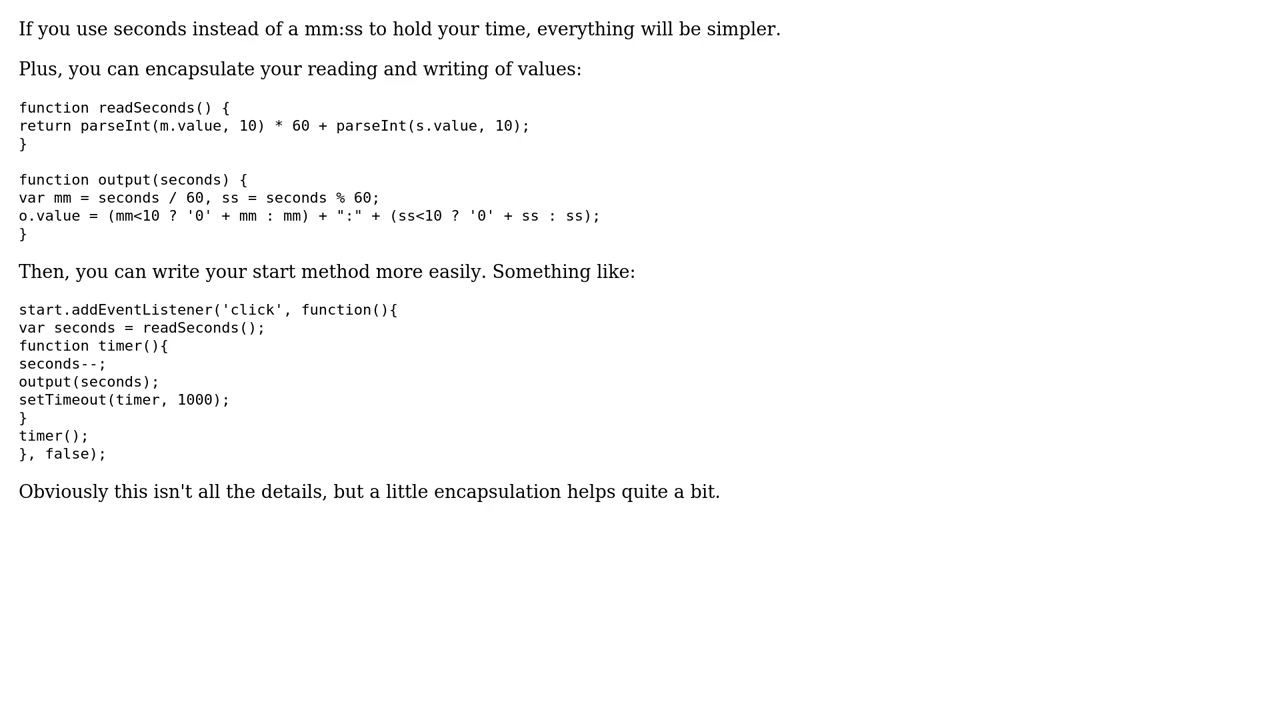 If you use seconds instead of a mm:ss to hold your time, everything will be simpler.
Plus, you can encapsulate your reading and writing of values:
function readSeconds() {
return parseInt(m.value, 10) * 60 + parseInt(s.value, 10);
}
function output(seconds) {
var mm = seconds / 60, ss = seconds % 60;
o.value = (mm<10 ? '0' + mm : mm) + ":" + (ss<10 ? '0' + ss : ss);
}
Then, you can write your start method more easily. Something like:
start.addEventListener('click', function(){
var seconds = readSeconds();
function timer(){
seconds--;
output(seconds);
setTimeout(timer, 1000);
}
timer();
}, false);
Obviously this isn't all the details, but a little encapsulation helps quite a bit.